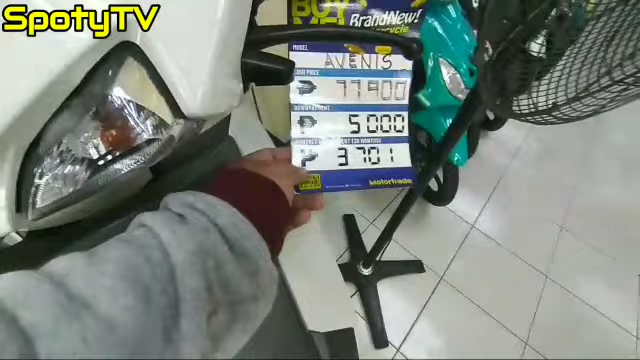 SpotyTV
BrandNew!
MODEL
AVENIS
CASH PRICE
₱ 77900
DOWNPAYMENT
₱ 5000
₱ 3701
motortrade